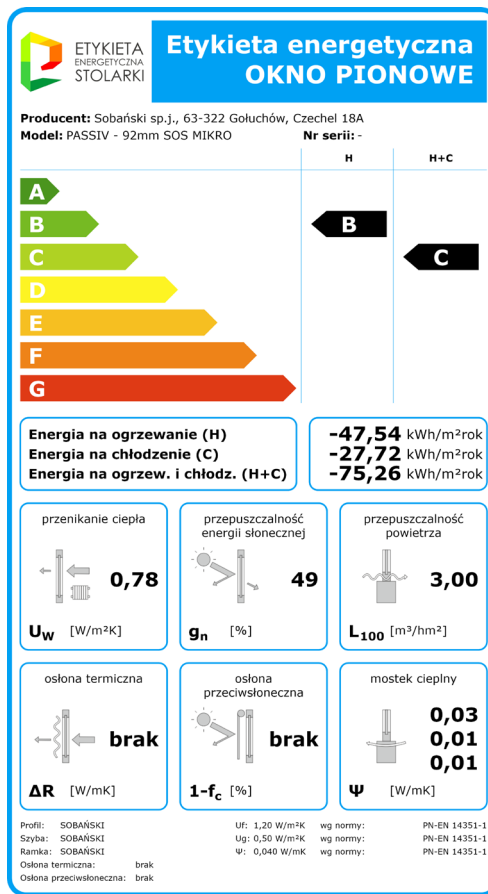 ETYKIETA
ENERGETYCZNA
STOLARKI
Etykieta energetyczna
OKNO PIONOWE
Producent: Sobański sp.j., 63-322 Gołuchów, Czechel 18A
Model: PASSIV - 92mm SOS MIKRO Nr serii: -
H H+C
A
B B
C C
D
E
F
G
Energia na ogrzewanie (H) -47,54 kWh/m²rok
Energia na chłodzenie (C) -27,72 kWh/m²rok
Energia na ogrzew. i chłodz. (H+C) -75,26 kWh/m²rok
przenikanie ciepła
0,78
Uw [W/m²K]
przepuszczalność
energii słonecznej
49
gn [%]
przepuszczalność
powietrza
3,00
L100 [m³/hm²]
osłona termiczna
brak
ΔR [W/mK]
osłona
przeciwsłoneczna
brak
1-fc [%]
mostek cieplny
0,03
0,01
0,01
Ψ [W/mK]
Profil: SOBAŃSKI Uf: 1,20 W/m²K wg normy: PN-EN 14351-1
Szyba: SOBAŃSKI Ug: 0,50 W/m²K wg normy: PN-EN 14351-1
Ramka: SOBAŃSKI Ψ: 0,040 W/mK wg normy: PN-EN 14351-1
Osłona termiczna: brak
Osłona przeciwsłoneczna: brak